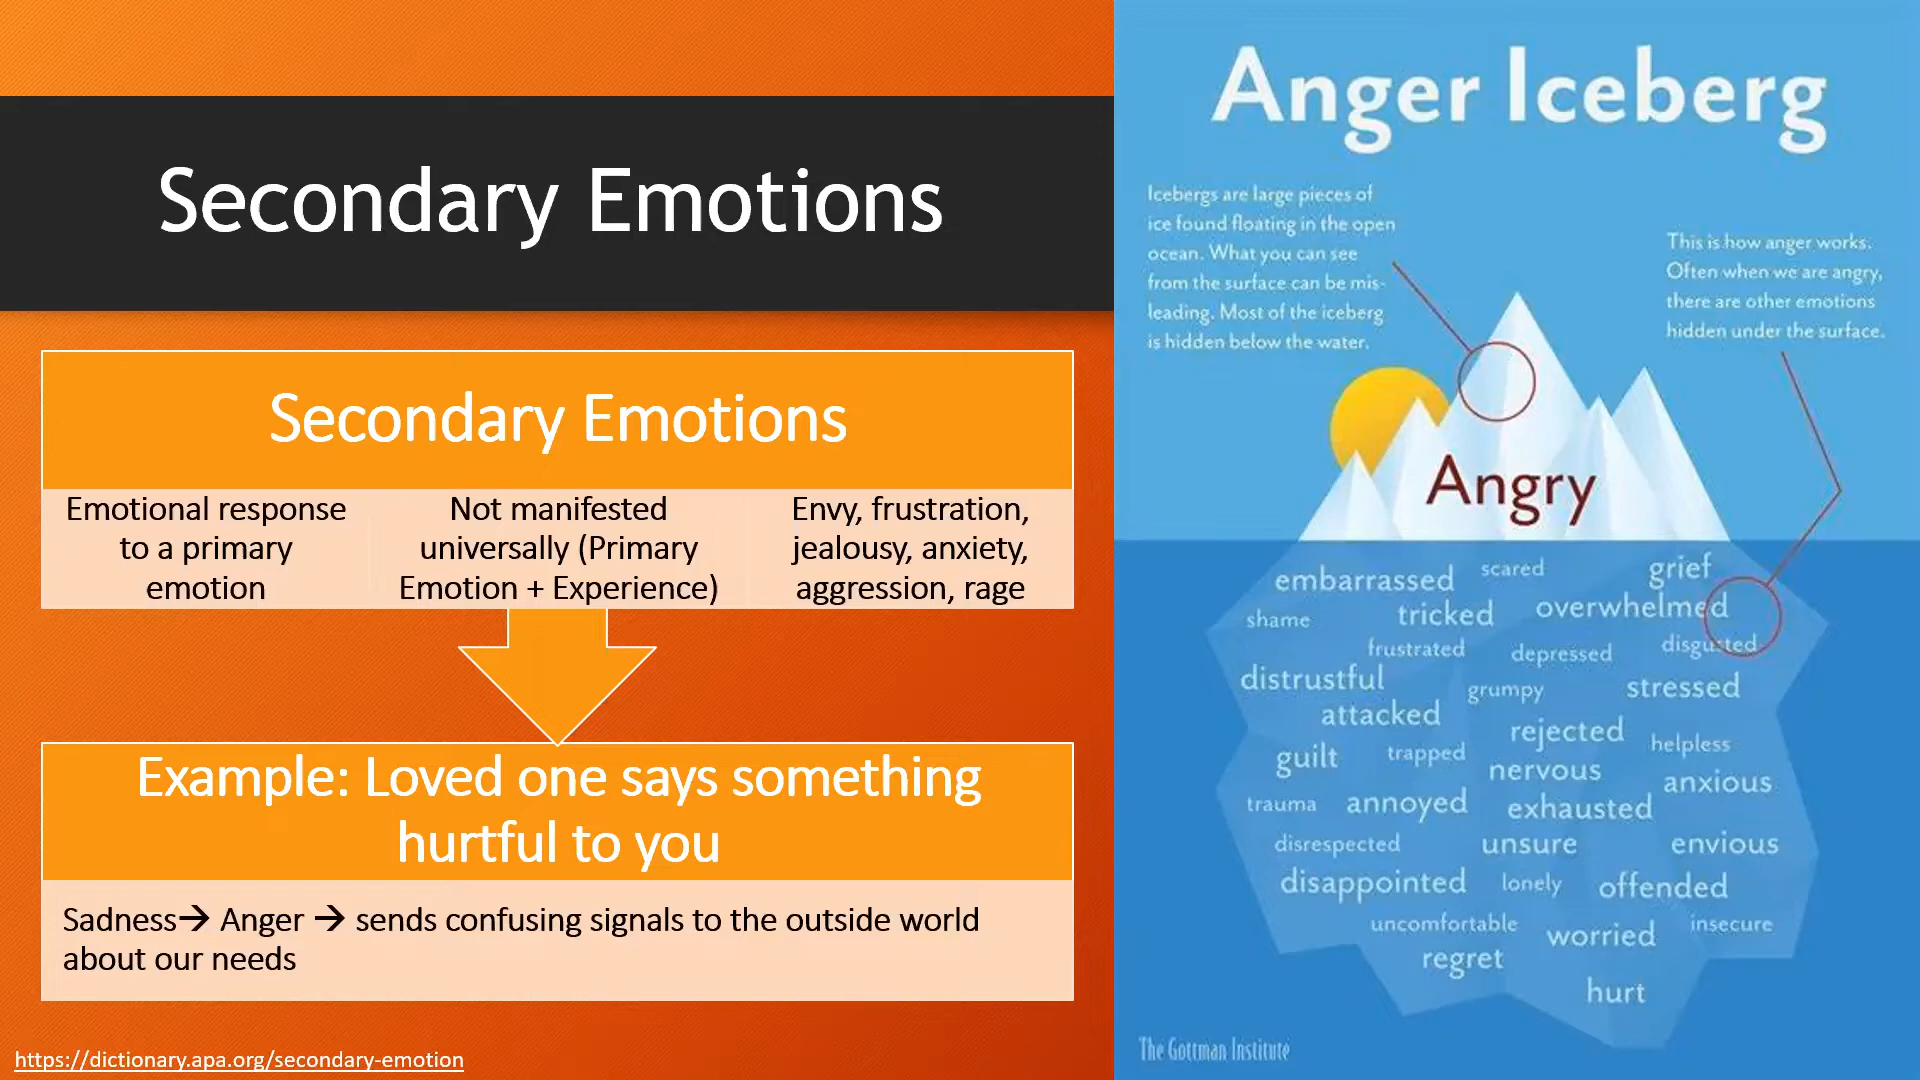 Secondary Emotions
Secondary Emotions
Emotional response
to a primary
emotion
Not manifested
universally (Primary
Emotion + Experience)
Envy, frustration,
jealousy, anxiety,
aggression, rage
Example: Loved one says something
hurtful to you
Sadness→ Anger → sends confusing signals to the outside world
about our needs
https://dictionary.apa.org/secondary-emotion
Anger Iceberg
Icebergs are large pieces of
ice found floating in the open
ocean. What you can see
from the surface can be mis-
leading. Most of the iceberg
is hidden below the water.
This is how anger works.
Often when we are angry,
there are other emotions
hidden under the surface.
Angry
embarrassed scared grief
shame tricked overwhelmed
frustrated depressed disgusted
distrustful grumpy stressed
attacked rejected helpless
guilt trapped nervous anxious
trauma annoyed exhausted
disrespected unsure envious
disappointed lonely offended
uncomfortable worried insecure
regret
hurt
The Gottman Institute